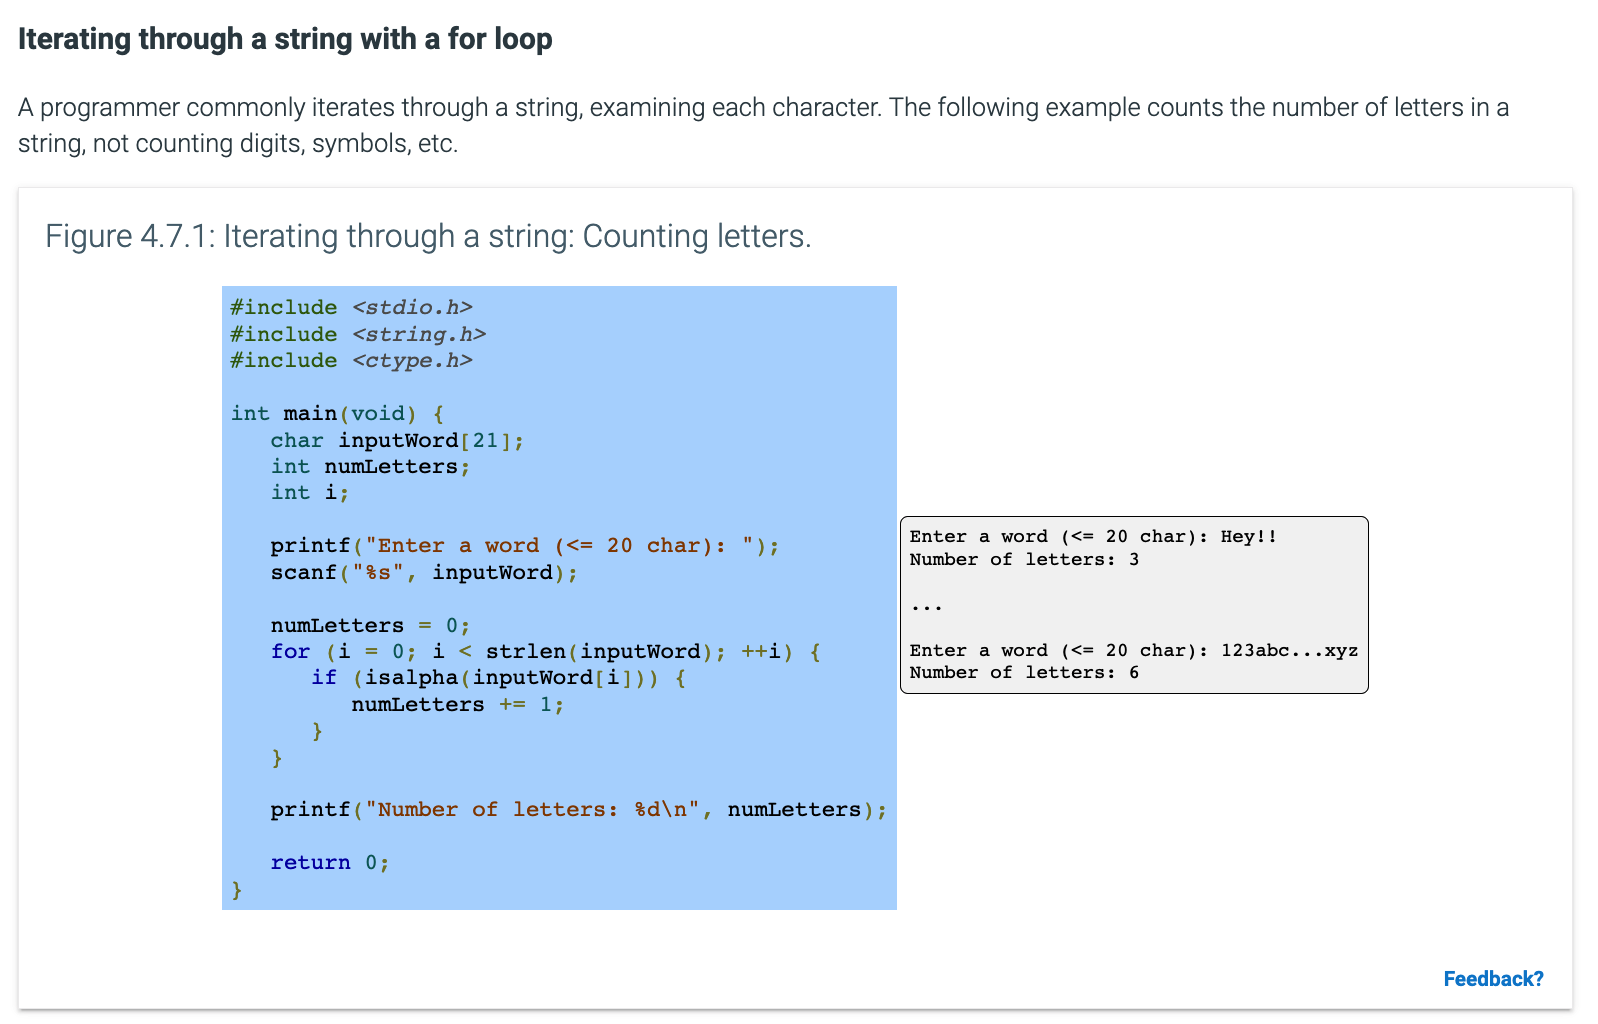 Iterating through a string with a for loop
A programmer commonly iterates through a string, examining each character. The following example counts the number of letters in a
string, not counting digits, symbols, etc.
Figure 4.7.1: Iterating through a string: Counting letters.
#include <stdio.h>
#include <string.h>
#include <ctype.h>
int main(void) {
   char inputWord[21];
   int numLetters;
   int i;
   printf("Enter a word (<= 20 char): ");
   scanf("%s", inputWord);
   numLetters = 0;
   for (i = 0; i < strlen(inputWord); ++i) {
      if (isalpha(inputWord[i])) {
         numLetters += 1;
      }
   }
   printf("Number of letters: %d\n", numLetters);
   return 0;
}
Enter a word (<= 20 char): Hey!!
Number of letters: 3
...
Enter a word (<= 20 char): 123abc...xyz
Number of letters: 6
Feedback?